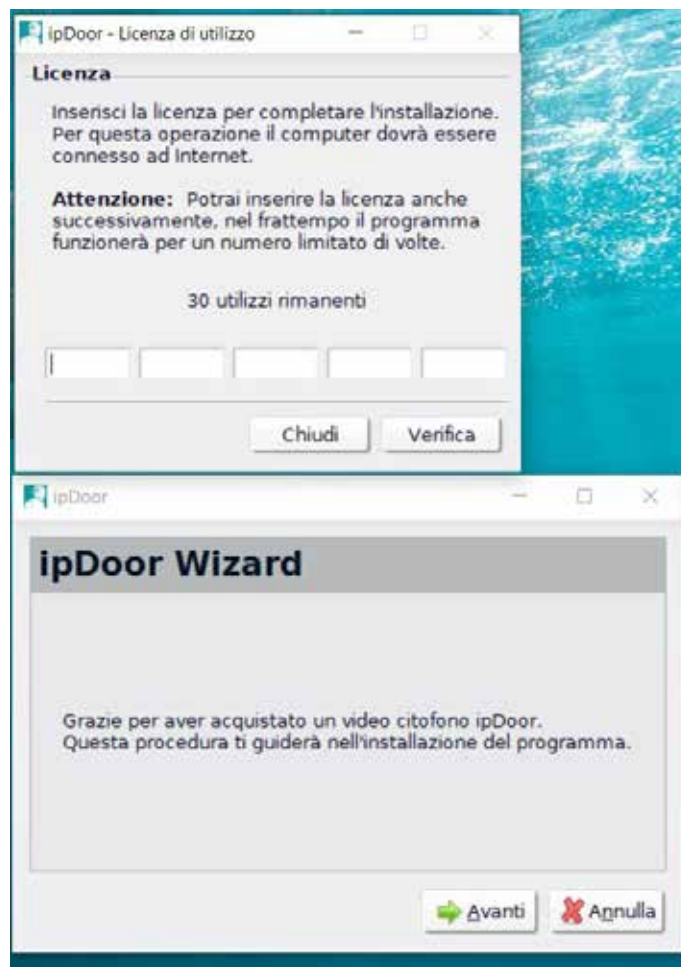 ipDoor - Licenza di utilizzo
Licenza
Inserisci la licenza per completare l'installazione.
Per questa operazione il computer dovrà essere
connesso ad Internet.
Attenzione: Potrai inserire la licenza anche
successivamente, nel frattempo il programma
funzionerà per un numero limitato di volte.
30 utilizzi rimanenti
Chiudi Verifica
ipDoor
ipDoor Wizard
Grazie per aver acquistato un video citofono ipDoor.
Questa procedura ti guiderà nell'installazione del programma.
Avanti Annulla